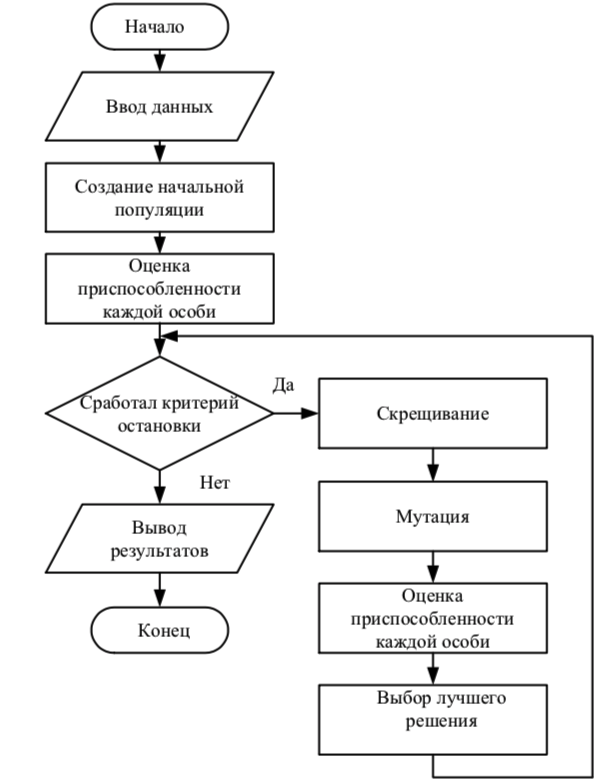 Начало
Ввод данных
Создание начальной
популяции
Оценка
приспособленности
каждой особи
Сработал критерий
остановки
Да
Нет
Вывод
результатов
Конец
Скрещивание
Мутация
Оценка
приспособленности
каждой особи
Выбор лучшего
решения